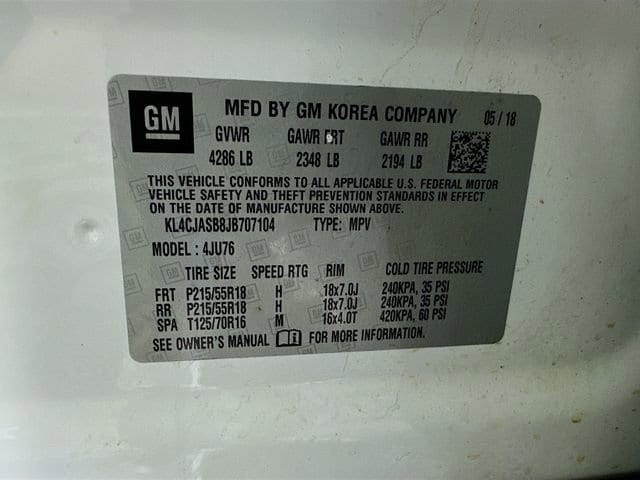 GM
MFD BY GM KOREA COMPANY 05/18
GVWR GAWR FRT GAWR RR
4286 LB 2348 LB 2194 LB
THIS VEHICLE CONFORMS TO ALL APPLICABLE U.S. FEDERAL MOTOR
VEHICLE SAFETY AND THEFT PREVENTION STANDARDS IN EFFECT
ON THE DATE OF MANUFACTURE SHOWN ABOVE.
KL4CJASB8JB707104 TYPE: MPV
MODEL: 4JU76
TIRE SIZE SPEED RTG RIM COLD TIRE PRESSURE
FRT P215/55R18 H 18x7.0J 240KPA, 35 PSI
RR P215/55R18 H 18x7.0J 240KPA, 35 PSI
SPA T125/70R16 M 16x4.0T 420KPA, 60 PSI
SEE OWNER'S MANUAL FOR MORE INFORMATION.